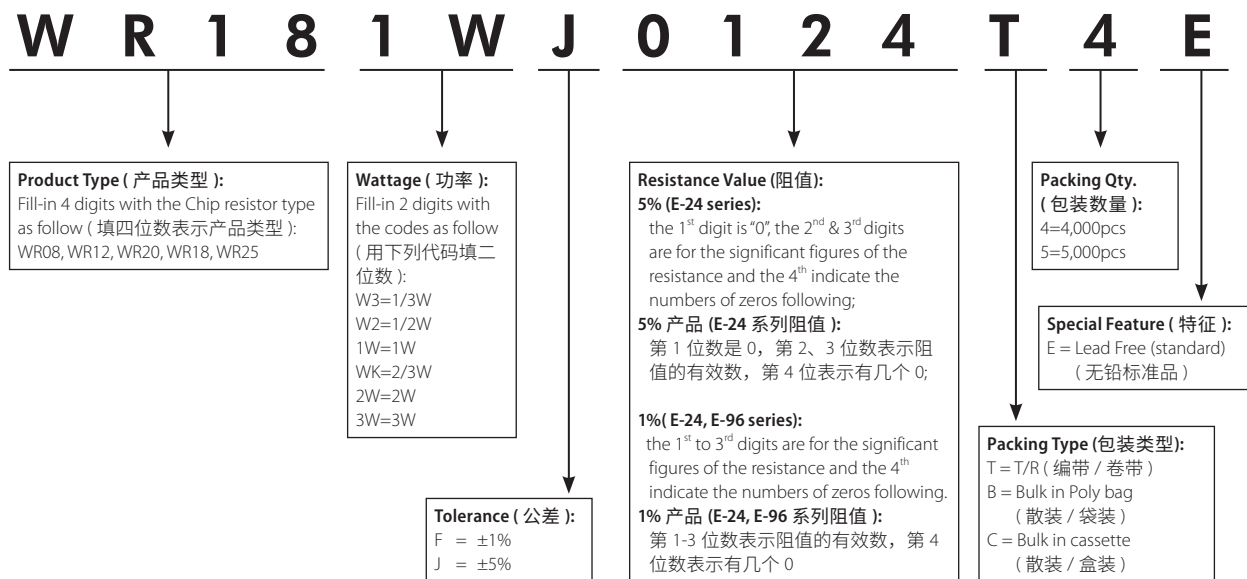 W R 1 8 1 W J 0 1 2 4 T 4 E
Product Type ( 产品类型 ):
Fill-in 4 digits with the Chip resistor type
as follow ( 填四位数表示产品类型 ):
WR08, WR12, WR20, WR18, WR25
Wattage ( 功率 ):
Fill-in 2 digits with
the codes as follow
( 用下列代码填二
位数 ):
W3=1/3W
W2=1/2W
1W=1W
WK=2/3W
2W=2W
3W=3W
Tolerance ( 公差 ):
F = ±1%
J = ±5%
Resistance Value (阻值):
5% (E-24 series):
the 1st digit is “0”, the 2nd & 3rd digits
are for the significant figures of the
resistance and the 4th indicate the
numbers of zeros following;
5% 产品 (E-24 系列阻值 ):
第 1 位数是 0，第 2、3 位数表示阻
值的有效数，第 4 位表示有几个 0;
1%( E-24, E-96 series):
the 1st to 3rd digits are for the significant
figures of the resistance and the 4th
indicate the numbers of zeros following.
1% 产品 (E-24, E-96 系列阻值 ):
第 1-3 位数表示阻值的有效数，第 4
位数表示有几个 0
Packing Qty.
( 包装数量 ):
4=4,000pcs
5=5,000pcs
Special Feature ( 特征 ):
E = Lead Free (standard)
( 无铅标准品 )
Packing Type (包装类型):
T = T/R ( 编带 / 卷带 )
B = Bulk in Poly bag
( 散装 / 袋装 )
C = Bulk in cassette
( 散装 / 盒装 )